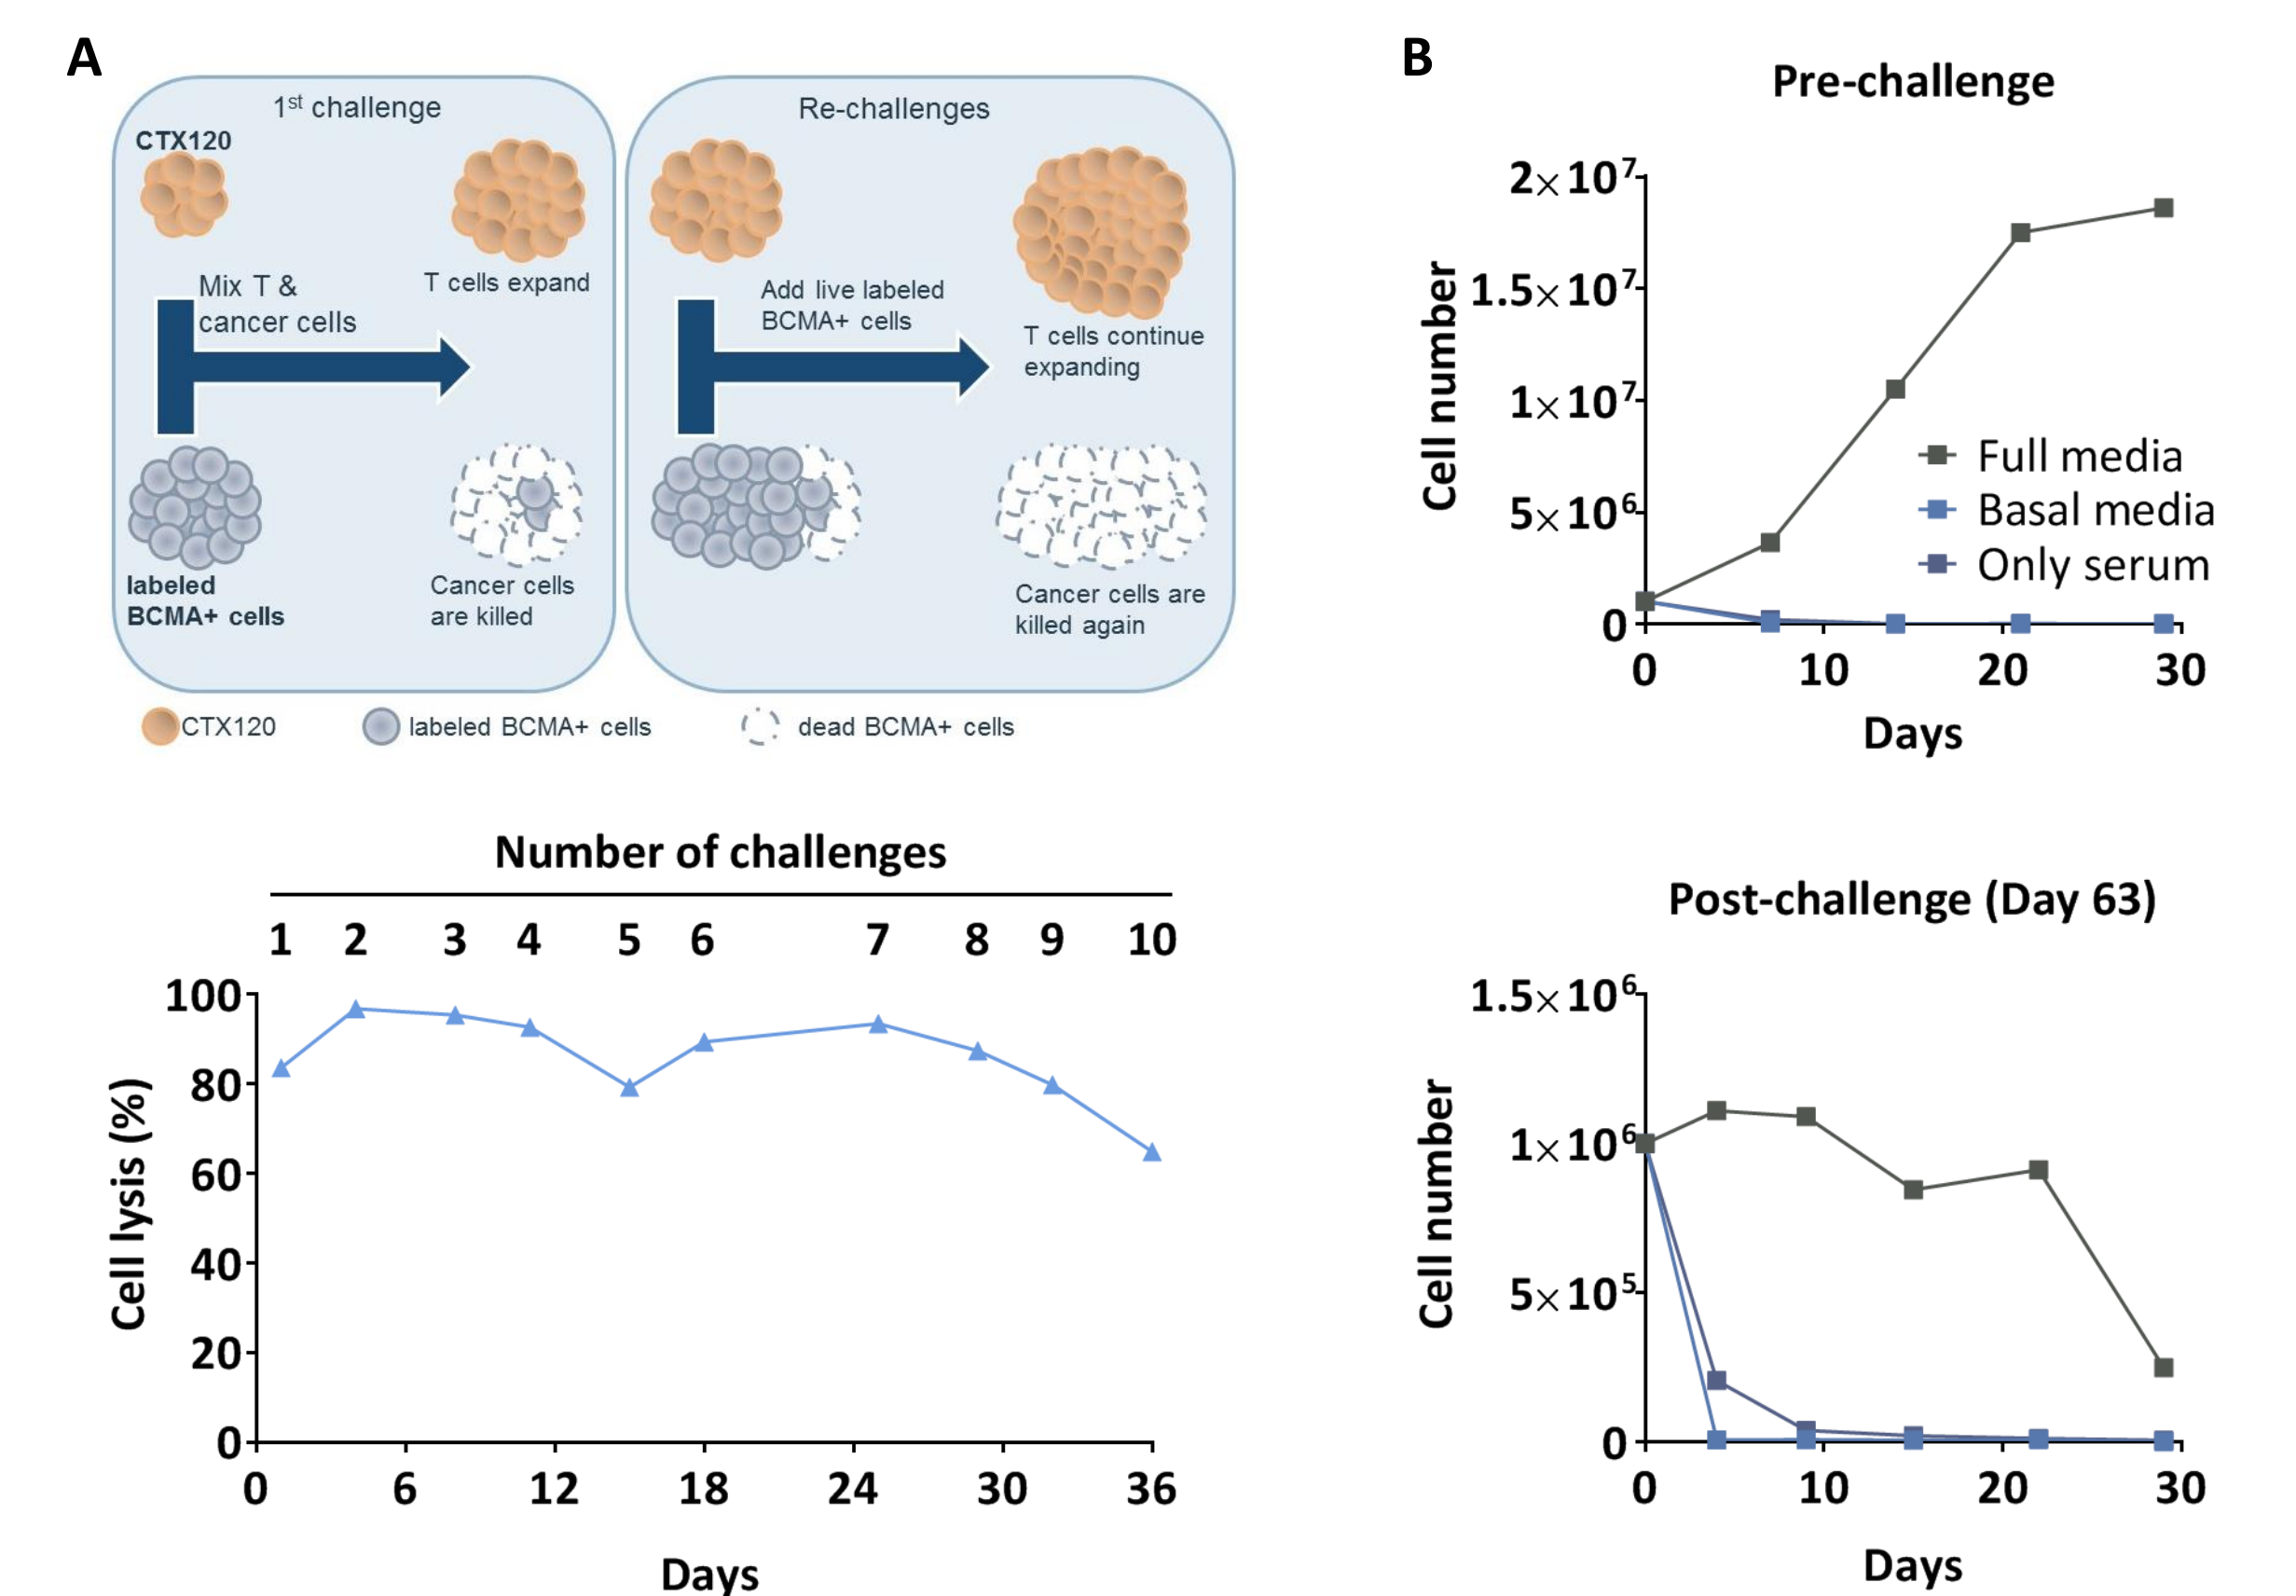 A
1st challenge
CTX120
Mix T &
cancer cells
T cells expand
labeled
BCMA+ cells
Cancer cells
are killed
Re-challenges
Add live labeled
BCMA+ cells
T cells continue
expanding
Cancer cells are
killed again
CTX120
labeled BCMA+ cells
dead BCMA+ cells
Number of challenges
1 2 3 4 5 6 7 8 9 10
Cell lysis (%)
100
80
60
40
20
0
0 6 12 18 24 30 36
Days
B
Pre-challenge
Cell number
2×10⁷
1.5×10⁷
1×10⁷
5×10⁶
0
Full media
Basal media
Only serum
0 10 20 30
Days
Post-challenge (Day 63)
Cell number
1.5×10⁶
1×10⁶
5×10⁵
0
0 10 20 30
Days